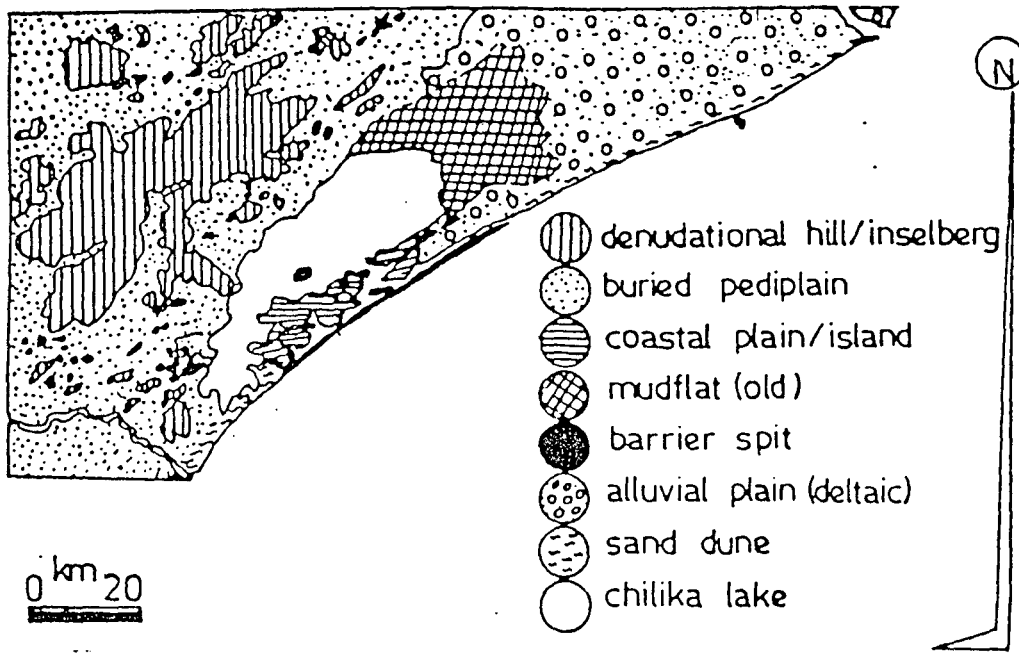 N
denudational hill/inselberg
buried pediplain
coastal plain/island
mudflat (old)
barrier spit
alluvial plain (deltaic)
sand dune
chilika lake
km
0 20